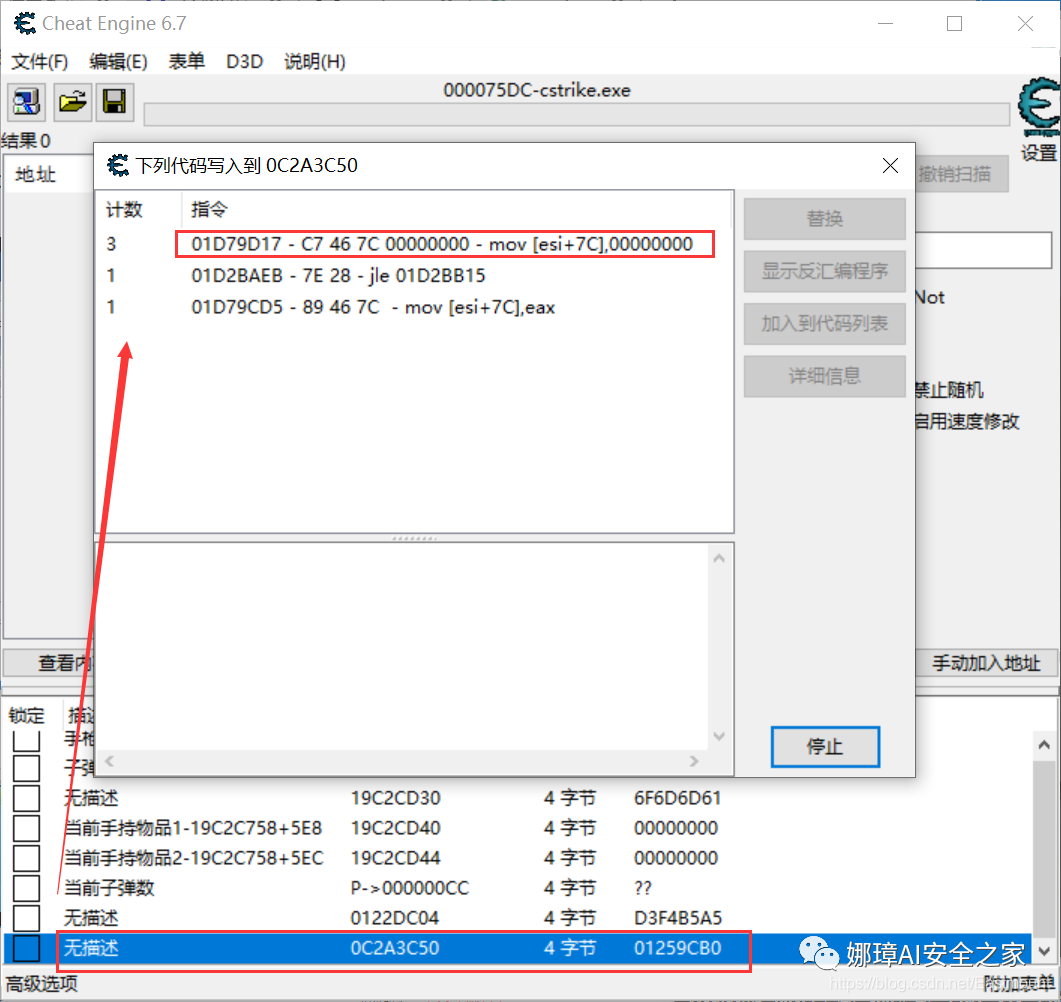 Cheat Engine 6.7
文件(F) 编辑(E) 表单 D3D 说明(H)
000075DC-cstrike.exe
结果 0
设置
地址
撤销扫描
下列代码写入到 0C2A3C50
计数 指令
3 01D79D17 - C7 46 7C 00000000 - mov [esi+7C],00000000
1 01D2BAEB - 7E 28 - jle 01D2BB15
1 01D79CD5 - 89 46 7C - mov [esi+7C],eax
替换
显示反汇编程序
加入到代码列表
详细信息
停止
Not
禁止随机
启用速度修改
查看内
手动加入地址
锁定 描述
手枪
子弹
无描述 19C2CD30 4 字节 6F6D6D61
当前手持物品1-19C2C758+5E8 19C2CD40 4 字节 00000000
当前手持物品2-19C2C758+5EC 19C2CD44 4 字节 00000000
当前子弹数 P->000000CC 4 字节 ??
无描述 0122DC04 4 字节 D3F4B5A5
无描述 0C2A3C50 4 字节 01259CB0
娜璋AI安全之家
高级选项 附加表单